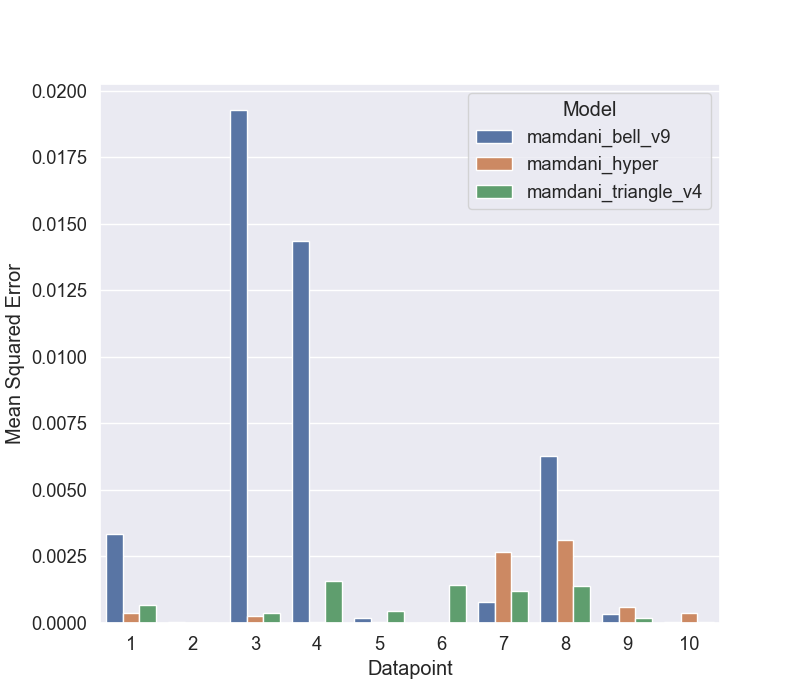 Model
mamdani_bell_v9
mamdani_hyper
mamdani_triangle_v4
Mean Squared Error
0.0200
0.0175
0.0150
0.0125
0.0100
0.0075
0.0050
0.0025
0.0000
1 2 3 4 5 6 7 8 9 10
Datapoint